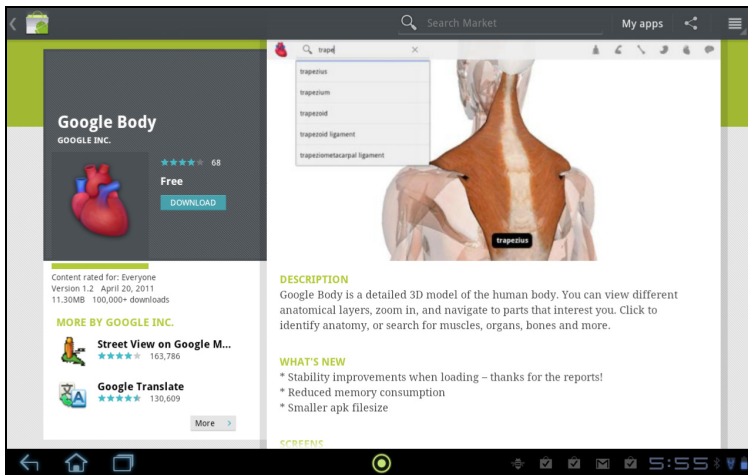 Search Market
My apps
Google Body
GOOGLE INC.
68
Free
DOWNLOAD
Content rated for: Everyone
Version 1.2 April 20, 2011
11.30MB 100,000+ downloads
MORE BY GOOGLE INC.
Street View on Google M...
163,786
Google Translate
130,609
More
trape
trapezius
trapezium
trapezoid
trapezoid ligament
trapeziometacarpal ligament
trapezius
DESCRIPTION
Google Body is a detailed 3D model of the human body. You can view different
anatomical layers, zoom in, and navigate to parts that interest you. Click to
identify anatomy, or search for muscles, organs, bones and more.
WHAT'S NEW
* Stability improvements when loading – thanks for the reports!
* Reduced memory consumption
* Smaller apk filesize
SCREENS
5:55